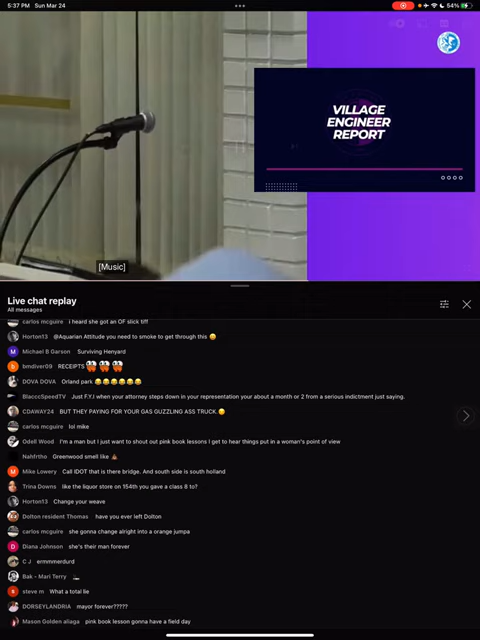 5:37 PM Sun Mar 24
54%
VILLAGE
ENGINEER
REPORT
[Music]
Live chat replay
All messages
carlos mcguire i heard she got an OF slick tiff
Horton13 @Aquarian Attitude you need to smoke to get through this 😀
M Michael B Garson Surviving Henyard
bmdiver09 RECEIPTS
DOVA DOVA Orland park 😂😂😂😂😂😂
BlacccSpeedTV Just F.Y.I when your attorney steps down in your representation your about a month or 2 from a serious indictment just saying.
CDAWAY24 BUT THEY PAYING FOR YOUR GAS GUZZLING ASS TRUCK.
carlos mcguire lol mike
Odell Wood I'm a man but I just want to shout out pink book lessons I get to hear things put in a woman's point of view
Nahfrtho Greenwood smell like 💩
Mike Lowery Call IDOT that is there bridge. And south side is south holland
Trina Downs like the liquor store on 154th you gave a class 8 to?
Horton13 Change your weave
Dolton resident Thomas have you ever left Dolton
carlos mcguire she gonna change alright into a orange jumpa
D Diana Johnson she's their man forever
C J ermmmerdurd
Bak - Mari Terry
s steve m What a total lie
DORSEYLANDRIA mayor forever?????
Mason Golden aliaga pink book lesson gonna have a field day